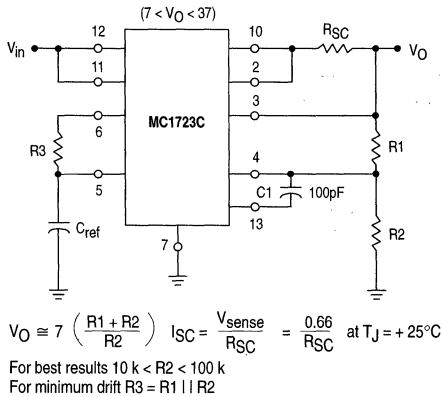 (7 < VO < 37)
Vin
12
11
6
5
R3
Cref
MC1723C
7
10
2
3
4
13
RSC
VO
R1
C1
100pF
R2
VO ≅ 7 ( R1 + R2 / R2 ) ISC = Vsense / RSC = 0.66 / RSC at TJ = + 25°C
For best results 10 k < R2 < 100 k
For minimum drift R3 = R1 || R2